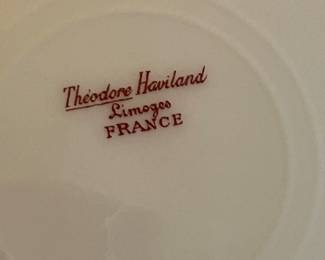 Théodore Haviland
Limoges
FRANCE